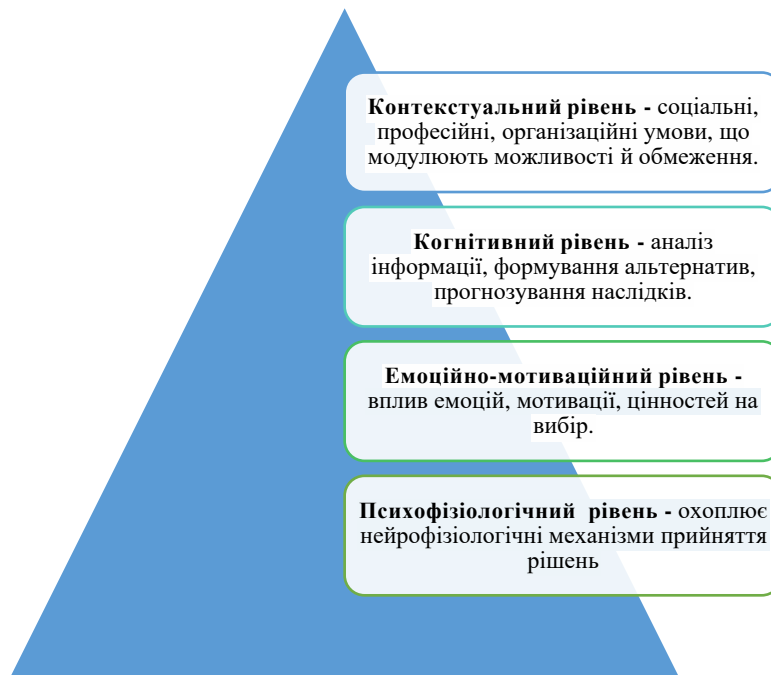 Контекстуальний рівень - соціальні,
професійні, організаційні умови, що
модулюють можливості й обмеження.
Когнітивний рівень - аналіз
інформації, формування альтернатив,
прогнозування наслідків.
Емоційно-мотиваційний рівень -
вплив емоцій, мотивації, цінностей на
вибір.
Психофізіологічний рівень - охоплює
нейрофізіологічні механізми прийняття
рішень